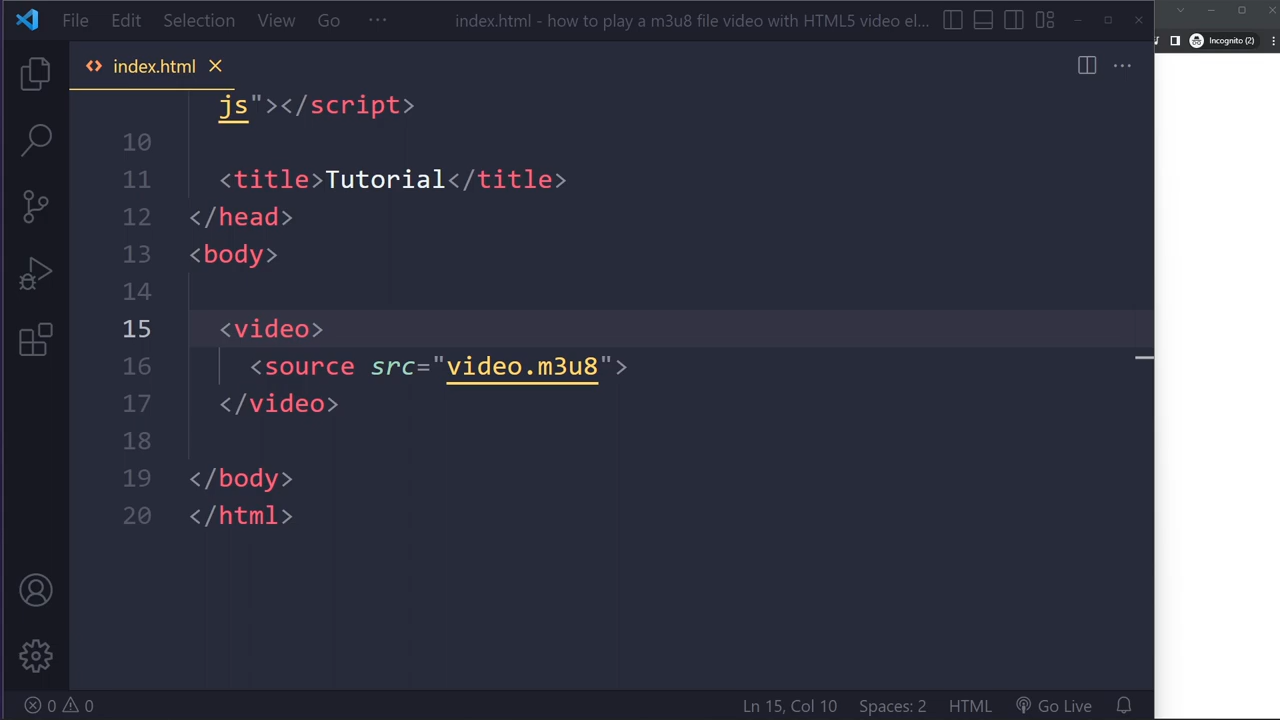 File Edit Selection View Go ··· index.html - how to play a m3u8 file video with HTML5 video el...
Incognito (2)
index.html
js"></script>
10
11 <title>Tutorial</title>
12 </head>
13 <body>
14
15 <video>
16 <source src="video.m3u8">
17 </video>
18
19 </body>
20 </html>
0 0 Ln 15, Col 10 Spaces: 2 HTML Go Live